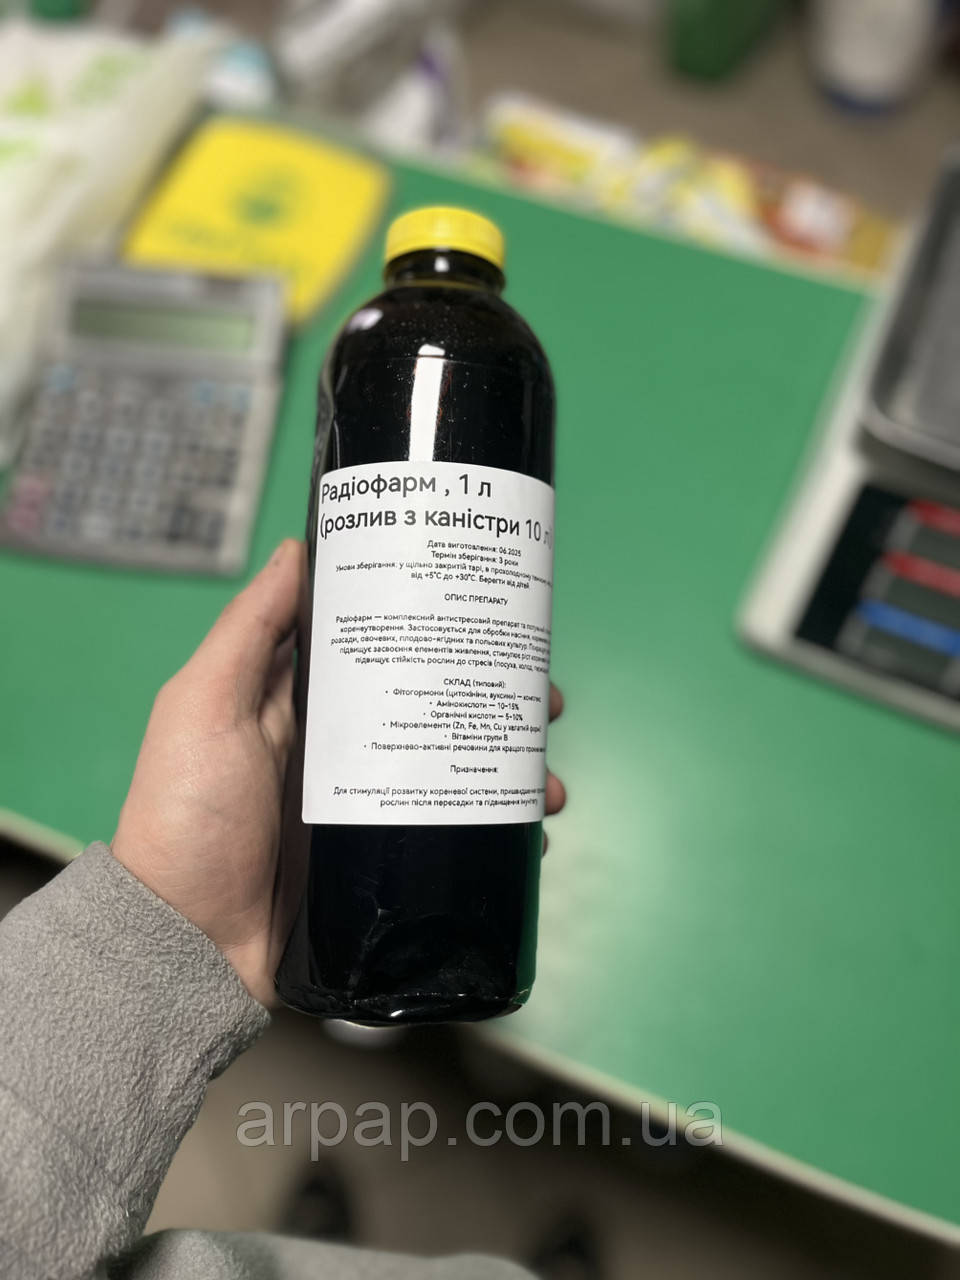 Радіофарм , 1 л
(розлив з каністри 10 л)
Дата виготовлення: 06.2025
Термін зберігання: 3 роки
Умови зберігання: у щільно закритій тарі, в прохолодному темному
від +5°C до +30°C. Берегти від дітей.
ОПИС ПРЕПАРАТУ
Радіофарм — комплексний антистресовий препарат та потужний
коренеутворення. Застосовується для обробки насіння,
розсади, овочевих, плодово-ягідних та польових культур.
підвищує засвоєння елементів живлення, стимулює ріст
підвищує стійкість рослин до стресів (посуха, холод,
СКЛАД (типовий):
• Фітогормони (цитокініни, ауксини) — комплекс
• Амінокислоти — 10–15%
• Органічні кислоти — 5–10%
• Мікроелементи (Zn, Fe, Mn, Cu у хелатній формі)
• Вітаміни групи B
• Поверхнево-активні речовини для кращого
Призначення:
Для стимуляції розвитку кореневої системи, пришвидшення
рослин після пересадки та підвищення імунітету.
arpap.com.ua